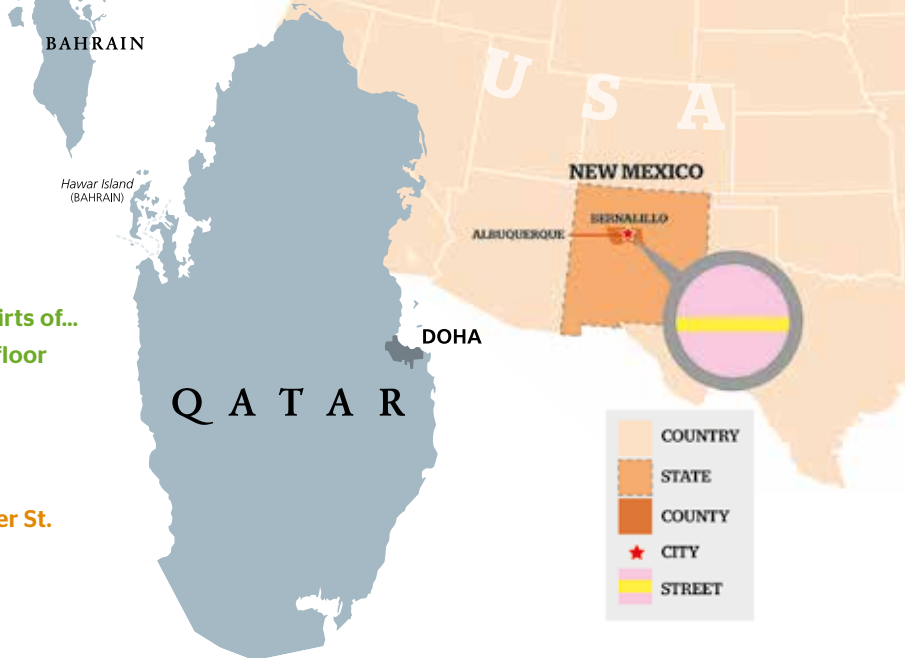 BAHRAIN
Hawar Island
(BAHRAIN)
irts of...
floor
er St.
QATAR
DOHA
USA
NEW MEXICO
BERNALILLO
ALBUQUERQUE
COUNTRY
STATE
COUNTY
CITY
STREET